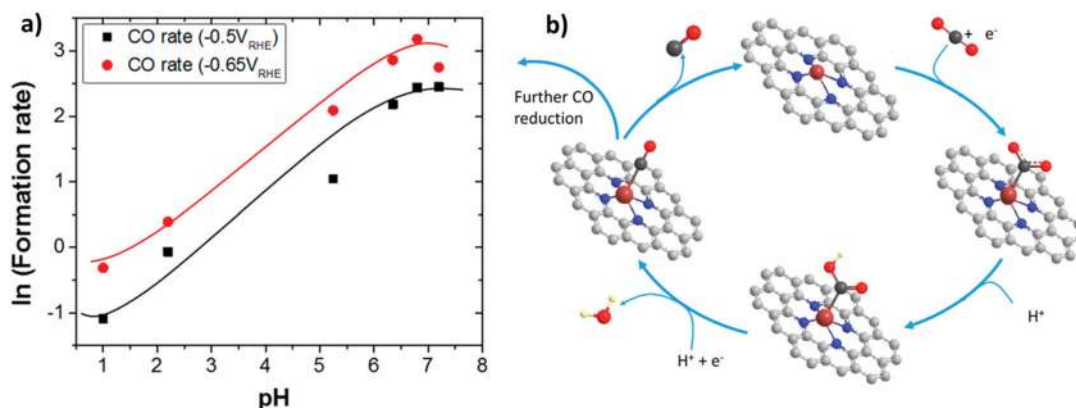 a)
CO rate (-0.5V_RHE)
CO rate (-0.65V_RHE
ln (Formation rate)
3
2
1
0
-1
1 2 3 4 5 6 7 8
pH
b)
+ e⁻
Further CO
reduction
H⁺
H⁺ + e⁻